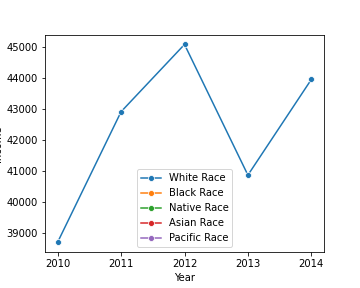 45000
44000
43000
42000
41000
40000
39000
White Race
Black Race
Native Race
Asian Race
Pacific Race
2010 2011 2012 2013 2014
Year